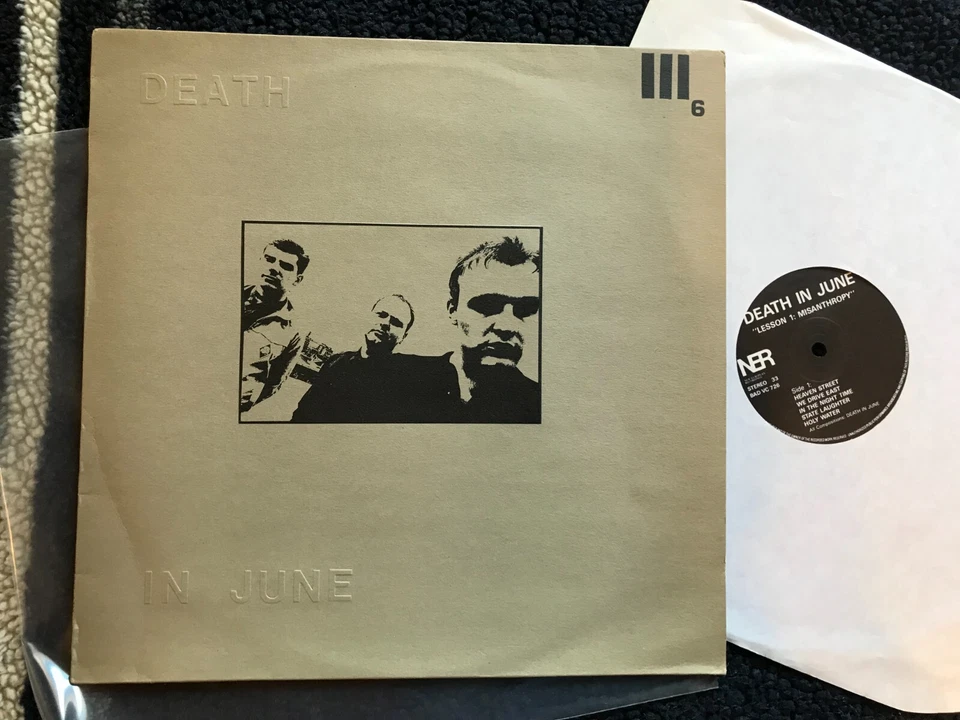 DEATH
III
6
IN JUNE
DEATH IN JUNE
"LESSON 1: MISANTHROPY"
NER
STEREO 33
BAD VC 726
Side 1.
HEAVEN STREET
WE DRIVE EAST
IN THE NIGHT TIME
STATE LAUGHTER
HOLY WATER
All Compositions; DEATH IN JUNE